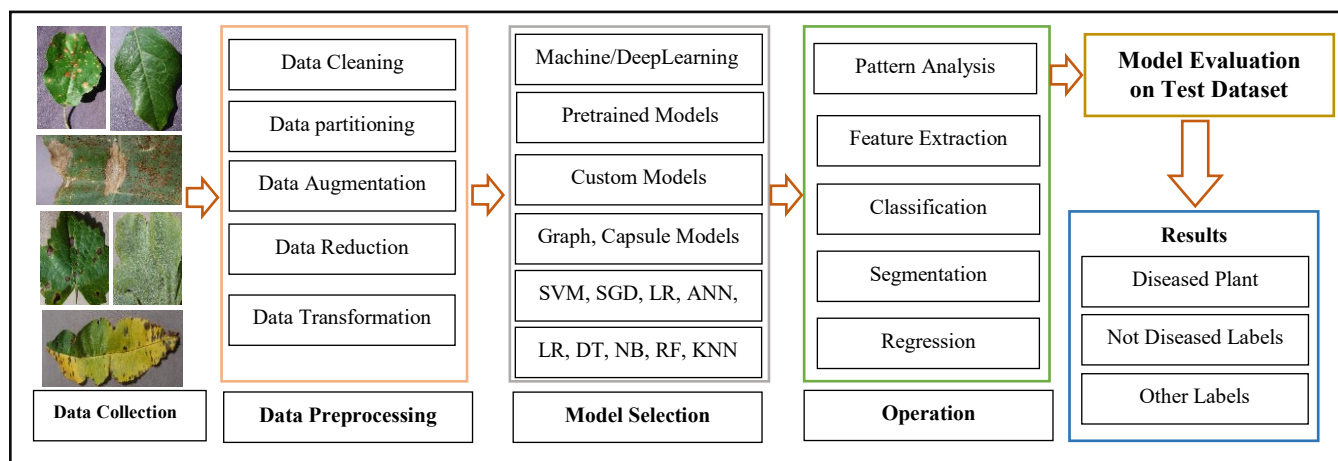 Data Collection
Data Cleaning
Data partitioning
Data Augmentation
Data Reduction
Data Transformation
Data Preprocessing
Machine/DeepLearning
Pretrained Models
Custom Models
Graph, Capsule Models
SVM, SGD, LR, ANN,
LR, DT, NB, RF, KNN
Model Selection
Pattern Analysis
Feature Extraction
Classification
Segmentation
Regression
Operation
Model Evaluation
on Test Dataset
Results
Diseased Plant
Not Diseased Labels
Other Labels